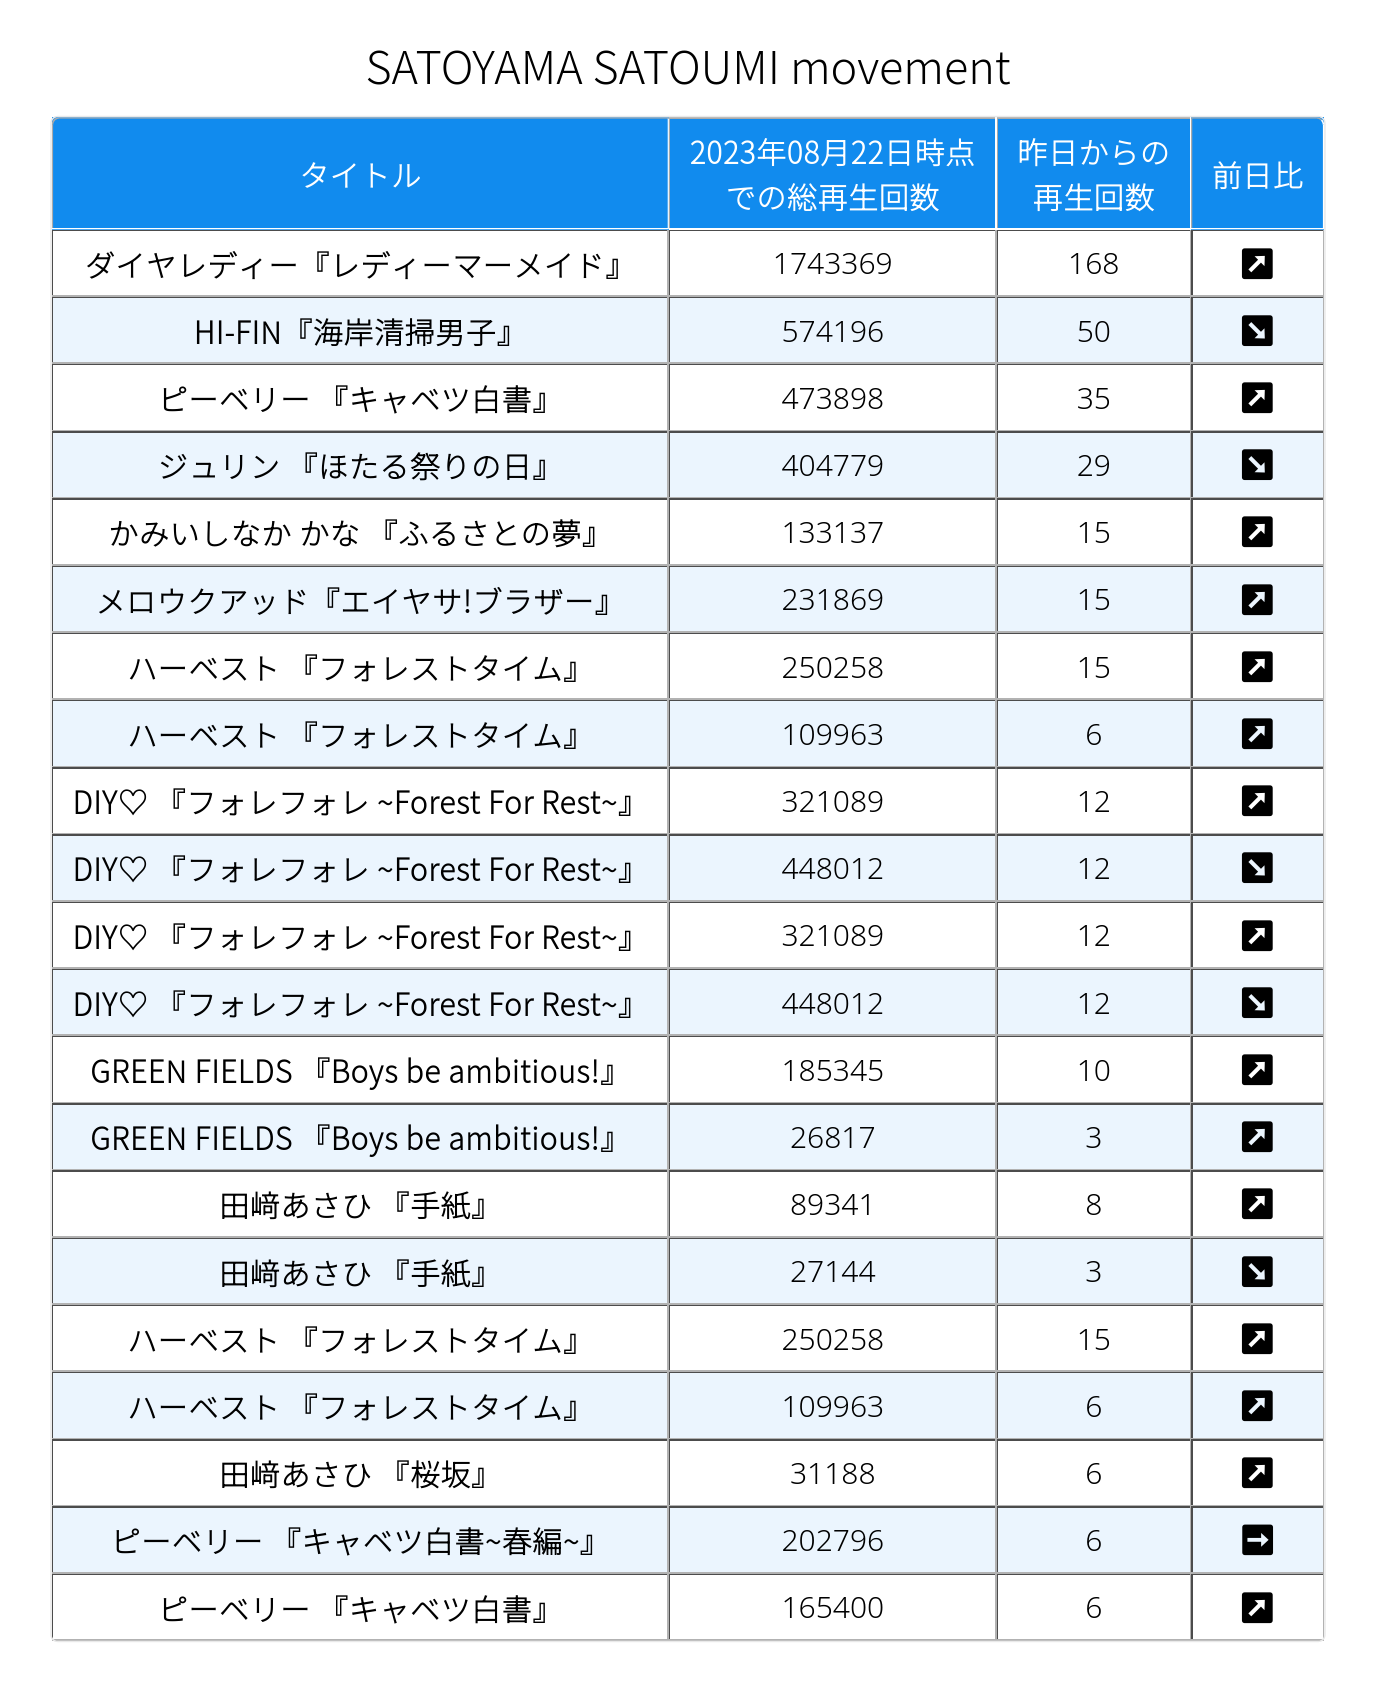 SATOYAMA SATOUMI movement
タイトル 2023年08月22日時点での総再生回数 昨日からの再生回数 前日比
ダイヤレディー『レディーマーメイド』 1743369 168 ↗
HI-FIN『海岸清掃男子』 574196 50 ↘
ピーベリー 『キャベツ白書』 473898 35 ↗
ジュリン 『ほたる祭りの日』 404779 29 ↘
かみいしなか かな 『ふるさとの夢』 133137 15 ↗
メロウクアッド『エイヤサ!ブラザー』 231869 15 ↗
ハーベスト 『フォレストタイム』 250258 15 ↗
ハーベスト 『フォレストタイム』 109963 6 ↗
DIY♡ 『フォレフォレ ~Forest For Rest~』 321089 12 ↗
DIY♡ 『フォレフォレ ~Forest For Rest~』 448012 12 ↘
DIY♡ 『フォレフォレ ~Forest For Rest~』 321089 12 ↗
DIY♡ 『フォレフォレ ~Forest For Rest~』 448012 12 ↘
GREEN FIELDS 『Boys be ambitious!』 185345 10 ↗
GREEN FIELDS 『Boys be ambitious!』 26817 3 ↗
田﨑あさひ 『手紙』 89341 8 ↗
田﨑あさひ 『手紙』 27144 3 ↘
ハーベスト 『フォレストタイム』 250258 15 ↗
ハーベスト 『フォレストタイム』 109963 6 ↗
田﨑あさひ 『桜坂』 31188 6 ↗
ピーベリー 『キャベツ白書~春編~』 202796 6 →
ピーベリー 『キャベツ白書』 165400 6 ↗